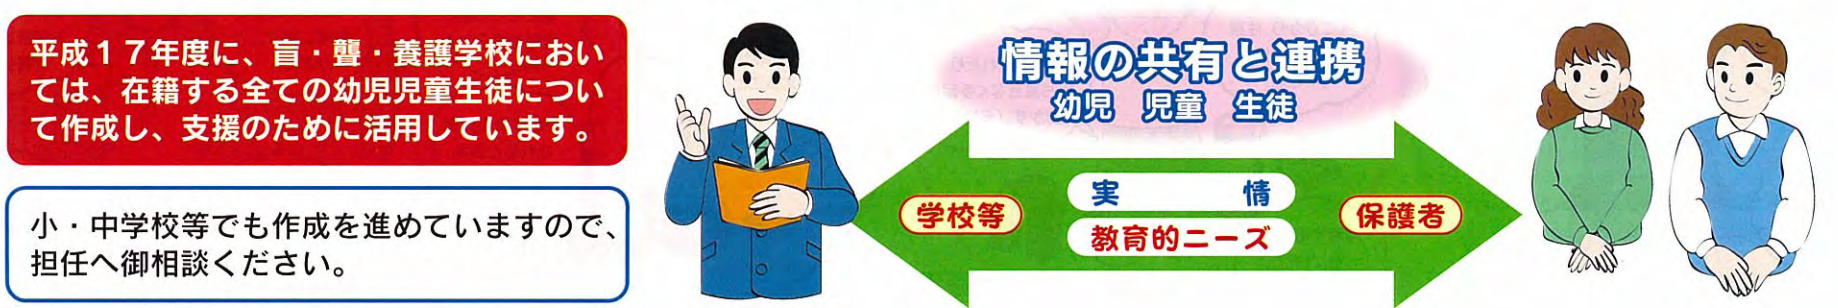 平成１７年度に、盲・聾・養護学校におい
ては、在籍する全ての幼児児童生徒につい
て作成し、支援のために活用しています。
小・中学校等でも作成を進めていますので、
担任へ御相談ください。
情報の共有と連携
幼児　児童　生徒
学校等
実　　　　情
教育的ニーズ
保護者